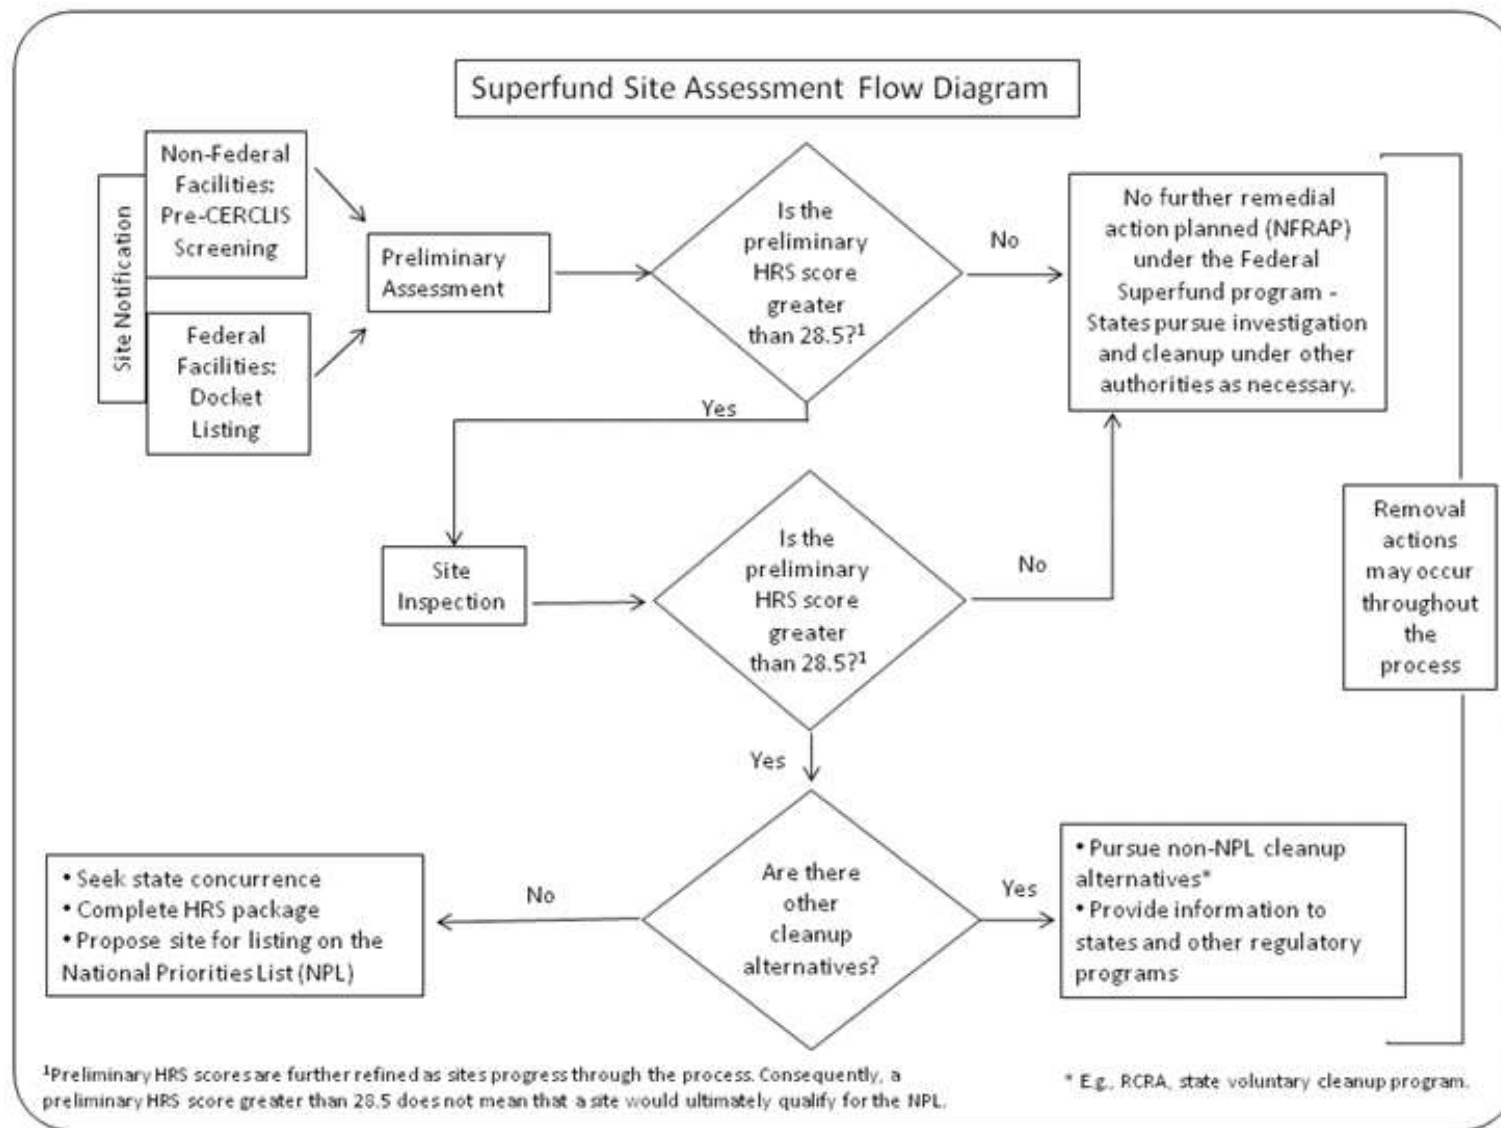 Superfund Site Assessment Flow Diagram
Site Notification
Non-Federal
Facilities:
Pre-CERCLIS
Screening
Federal
Facilities:
Docket
Listing
Preliminary
Assessment
Is the
preliminary
HRS score
greater
than 28.5?¹
No
No further remedial
action planned (NFRAP)
under the Federal
Superfund program -
States pursue investigation
and cleanup under other
authorities as necessary.
Yes
Site
Inspection
Is the
preliminary
HRS score
greater
than 28.5?¹
No
Removal
actions
may occur
throughout
the
process
Yes
Are there
other
cleanup
alternatives?
No
• Seek state concurrence
• Complete HRS package
• Propose site for listing on the
National Priorities List (NPL)
Yes
• Pursue non-NPL cleanup
alternatives*
• Provide information to
states and other regulatory
programs
¹Preliminary HRS scores are further refined as sites progress through the process. Consequently, a
preliminary HRS score greater than 28.5 does not mean that a site would ultimately qualify for the NPL.
* E.g., RCRA, state voluntary cleanup program.